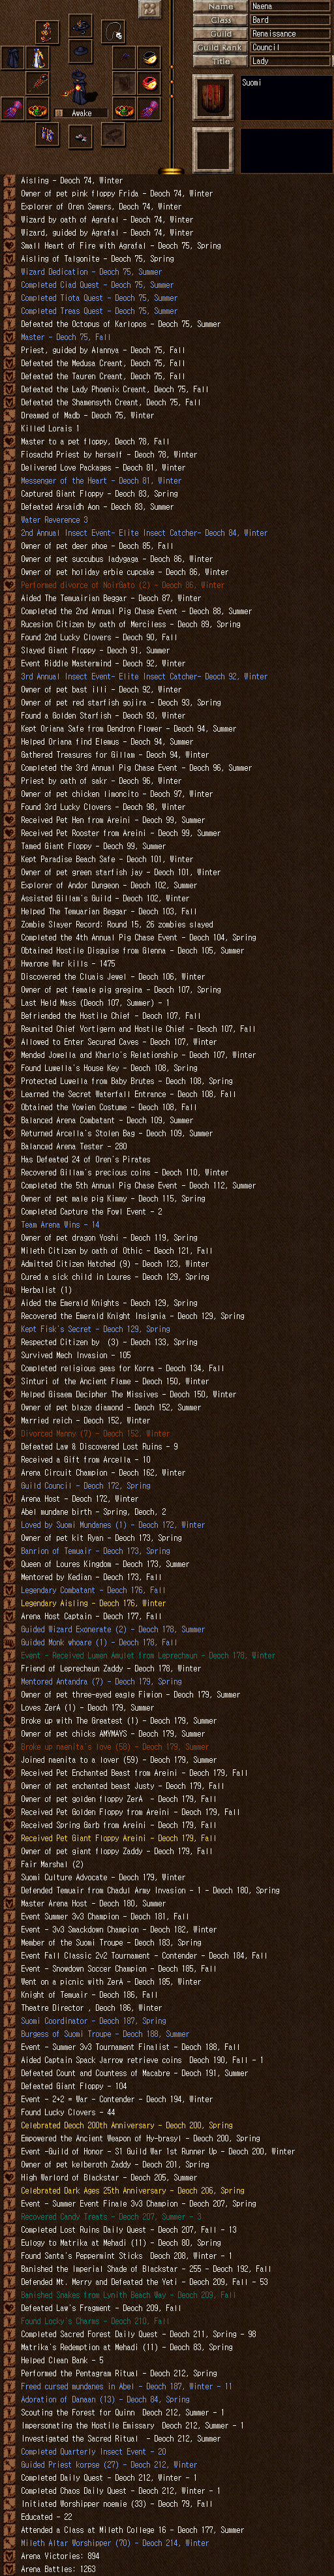 Name Naena
Class Bard
Guild Renaissance
Guild Rank Council
Title Lady
Suomi
Awake
Aisling - Deoch 74, Winter
Owner of pet pink floppy Frida - Deoch 74, Winter
Explorer of Oren Sewers, Deoch 74, Winter
Wizard by oath of Agrafal - Deoch 74, Winter
Wizard, guided by Agrafal - Deoch 74, Winter
Small Heart of Fire with Agrafal - Deoch 75, Spring
Aisling of Talgonite - Deoch 75, Spring
Wizard Dedication - Deoch 75, Summer
Completed Ciad Quest - Deoch 75, Summer
Completed Tiota Quest - Deoch 75, Summer
Completed Treas Quest - Deoch 75, Summer
Defeated the Octopus of Karlopos - Deoch 75, Summer
Master - Deoch 75, Fall
Priest, guided by Alannya - Deoch 75, Fall
Defeated the Medusa Creant, Deoch 75, Fall
Defeated the Tauren Creant, Deoch 75, Fall
Defeated the Lady Phoenix Creant, Deoch 75, Fall
Defeated the Shamensyth Creant, Deoch 75, Fall
Dreamed of Madb - Deoch 75, Winter
Killed Lorais 1
Master to a pet floppy, Deoch 78, Fall
Fiosachd Priest by herself - Deoch 78, Winter
Delivered Love Packages - Deoch 81, Winter
Messenger of the Heart - Deoch 81, Winter
Captured Giant Floppy - Deoch 83, Spring
Defeated Arsaidh Aon - Deoch 83, Summer
Water Reverence 3
2nd Annual Insect Event- Elite Insect Catcher- Deoch 84, Winter
Owner of pet deer phoe - Deoch 85, Fall
Owner of pet succubus ladygaga - Deoch 86, Winter
Owner of pet holiday erbie cupcake - Deoch 86, Winter
Performed divorce of NoirGato (2) - Deoch 86, Winter
Aided The Temuairian Beggar - Deoch 87, Winter
Completed the 2nd Annual Pig Chase Event - Deoch 88, Summer
Rucesion Citizen by oath of Merciless - Deoch 89, Spring
Found 2nd Lucky Clovers - Deoch 90, Fall
Slayed Giant Floppy - Deoch 91, Summer
Event Riddle Mastermind - Deoch 92, Winter
3rd Annual Insect Event- Elite Insect Catcher- Deoch 92, Winter
Owner of pet bast illi - Deoch 92, Winter
Owner of pet red starfish gojira - Deoch 93, Spring
Found a Golden Starfish - Deoch 93, Winter
Kept Oriana Safe from Dendron Flower - Deoch 94, Summer
Helped Oriana find Elemus - Deoch 94, Summer
Gathered Treasures for Gillam - Deoch 94, Winter
Completed the 3rd Annual Pig Chase Event - Deoch 96, Summer
Priest by oath of sakr - Deoch 96, Winter
Owner of pet chicken limoncito - Deoch 97, Winter
Found 3rd Lucky Clovers - Deoch 98, Winter
Received Pet Hen from Areini - Deoch 99, Summer
Received Pet Rooster from Areini - Deoch 99, Summer
Tamed Giant Floppy - Deoch 99, Summer
Kept Paradise Beach Safe - Deoch 101, Winter
Owner of pet green starfish jay - Deoch 101, Winter
Explorer of Andor Dungeon - Deoch 102, Summer
Assisted Gillam's Guild - Deoch 102, Winter
Helped The Temuarian Beggar - Deoch 103, Fall
Zombie Slayer Record: Round 15, 26 zombies slayed
Completed the 4th Annual Pig Chase Event - Deoch 104, Spring
Obtained Hostile Disguise from Glenna - Deoch 105, Summer
Hwarone War kills - 1475
Discovered the Cluais Jewel - Deoch 106, Winter
Owner of pet female pig gregina - Deoch 107, Spring
Last Held Mass (Deoch 107, Summer) - 1
Befriended the Hostile Chief - Deoch 107, Fall
Reunited Chief Vortigern and Hostile Chief - Deoch 107, Fall
Allowed to Enter Secured Caves - Deoch 107, Winter
Mended Jowella and Kharlo's Relationship - Deoch 107, Winter
Found Luwella's House Key - Deoch 108, Spring
Protected Luwella from Baby Brutes - Deoch 108, Spring
Learned the Secret Waterfall Entrance - Deoch 108, Fall
Obtained the Yowien Costume - Deoch 108, Fall
Balanced Arena Combatant - Deoch 109, Summer
Returned Arcella's Stolen Bag - Deoch 109, Summer
Balanced Arena Tester - 280
Has Defeated 24 of Oren's Pirates
Recovered Gillam's precious coins - Deoch 110, Winter
Completed the 5th Annual Pig Chase Event - Deoch 112, Summer
Owner of pet male pig Kimmy - Deoch 115, Spring
Completed Capture the Fowl Event - 2
Team Arena Wins - 14
Owner of pet dragon Yoshi - Deoch 119, Spring
Mileth Citizen by oath of Othic - Deoch 121, Fall
Admitted Citizen Hatched (9) - Deoch 123, Winter
Cured a sick child in Loures - Deoch 129, Spring
Herbalist (1)
Aided the Emerald Knights - Deoch 129, Spring
Recovered the Emerald Knight Insignia - Deoch 129, Spring
Kept Fisk's Secret - Deoch 129, Spring
Respected Citizen by  (3) - Deoch 133, Spring
Survived Mech Invasion - 105
Completed religious geas for Korra - Deoch 134, Fall
Sinturi of the Ancient Flame - Deoch 150, Winter
Helped Gissem Decipher The Missives - Deoch 150, Winter
Owner of pet blaze diamond - Deoch 152, Summer
Married reich - Deoch 152, Winter
Divorced Manny (7) - Deoch 152, Winter
Defeated Law & Discovered Lost Ruins - 9
Received a Gift from Arcella - 10
Arena Circuit Champion - Deoch 162, Winter
Guild Council - Deoch 172, Spring
Arena Host - Deoch 172, Winter
Abel mundane birth - Spring, Deoch, 2
Loved by Suomi Mundanes (1) - Deoch 172, Winter
Owner of pet kit Ryan - Deoch 173, Spring
Banrion of Temuair - Deoch 173, Spring
Queen of Loures Kingdom - Deoch 173, Summer
Mentored by Kedian - Deoch 173, Fall
Legendary Combatant - Deoch 176, Fall
Legendary Aisling - Deoch 176, Winter
Arena Host Captain - Deoch 177, Fall
Guided Wizard Exonerate (2) - Deoch 178, Summer
Guided Monk whoare (1) - Deoch 178, Fall
Event - Received Lumen Amulet from Leprechaun - Deoch 178, Winter
Friend of Leprechaun Zaddy - Deoch 178, Winter
Mentored Antandra (7) - Deoch 179, Spring
Owner of pet three-eyed eagle Fiwion - Deoch 179, Summer
Loves ZerA (1) - Deoch 179, Summer
Broke up with The Greatest (1) - Deoch 179, Summer
Owner of pet chicks AMYMAYS - Deoch 179, Summer
Broke up naenita's love (58) - Deoch 179, Summer
Joined naenita to a lover (59) - Deoch 179, Summer
Received Pet Enchanted Beast from Areini - Deoch 179, Fall
Owner of pet enchanted beast Justy - Deoch 179, Fall
Owner of pet golden floppy ZerA  - Deoch 179, Fall
Received Pet Golden Floppy from Areini - Deoch 179, Fall
Received Spring Garb from Areini - Deoch 179, Fall
Received Pet Giant Floppy Areini - Deoch 179, Fall
Owner of pet giant floppy Zaddy - Deoch 179, Fall
Fair Marshal (2)
Suomi Culture Advocate - Deoch 179, Winter
Defended Temuair from Chadul Army Invasion - 1 - Deoch 180, Spring
Master Arena Host - Deoch 180, Summer
Event Summer 3v3 Champion - Deoch 181, Fall
Event - 3v3 Smackdown Champion - Deoch 182, Winter
Member of the Suomi Troupe - Deoch 183, Spring
Event Fall Classic 2v2 Tournament - Contender - Deoch 184, Fall
Event - Snowdown Soccer Champion - Deoch 185, Fall
Went on a picnic with ZerA - Deoch 185, Winter
Knight of Temuair - Deoch 186, Fall
Theatre Director , Deoch 186, Winter
Suomi Coordinator - Deoch 187, Spring
Burgess of Suomi Troupe - Deoch 188, Summer
Event - Summer 3v3 Tournament Finalist - Deoch 188, Fall
Aided Captain Spack Jarrow retrieve coins  Deoch 190, Fall - 1
Defeated Count and Countess of Macabre - Deoch 191, Summer
Defeated Giant Floppy - 104
Event - 2+2 = War - Contender - Deoch 194, Winter
Found Lucky Clovers - 44
Celebrated Deoch 200th Anniversary - Deoch 200, Spring
Empowered the Ancient Weapon of Hy-brasyl - Deoch 200, Spring
Event -Guild of Honor - S1 Guild War 1st Runner Up - Deoch 200, Winter
Owner of pet kelberoth Zaddy - Deoch 201, Spring
High Warlord of Blackstar - Deoch 205, Summer
Celebrated Dark Ages 25th Anniversary - Deoch 206, Spring
Event - Summer Event Finale 3v3 Champion - Deoch 207, Spring
Recovered Candy Treats - Deoch 207, Summer - 3
Completed Lost Ruins Daily Quest - Deoch 207, Fall - 13
Eulogy to Matrika at Mehadi (11) - Deoch 80, Spring
Found Santa's Peppermint Sticks  Deoch 208, Winter - 1
Banished the Imperial Shade of Blackstar - 255 - Deoch 192, Fall
Defended Mt. Merry and Defeated the Yeti - Deoch 209, Fall - 53
Banished Snakes from Lynith Beach Way - Deoch 209, Fall
Defeated Law's Fragment - Deoch 209, Fall
Found Locky's Charms - Deoch 210, Fall
Completed Sacred Forest Daily Quest - Deoch 211, Spring - 98
Matrika's Redemption at Mehadi (11) - Deoch 83, Spring
Helped Clean Bank - 5
Performed the Pentagram Ritual - Deoch 212, Spring
Freed cursed mundanes in Abel - Deoch 187, Winter - 11
Adoration of Danaan (13) - Deoch 84, Spring
Scouting the Forest for Quinn  Deoch 212, Summer - 1
Impersonating the Hostile Emissary  Deoch 212, Summer - 1
Investigated the Sacred Ritual  - Deoch 212, Summer
Completed Quarterly Insect Event - 20
Guided Priest korpse (27) - Deoch 212, Winter
Completed Daily Quest - Deoch 212, Winter - 1
Completed Chaos Daily Quest - Deoch 212, Winter - 1
Initiated Worshipper noemie (33) - Deoch 79, Fall
Educated - 22
Attended a Class at Mileth College 16 - Deoch 177, Summer
Mileth Altar Worshipper (70) - Deoch 214, Winter
Arena Victories: 894
Arena Battles: 1263